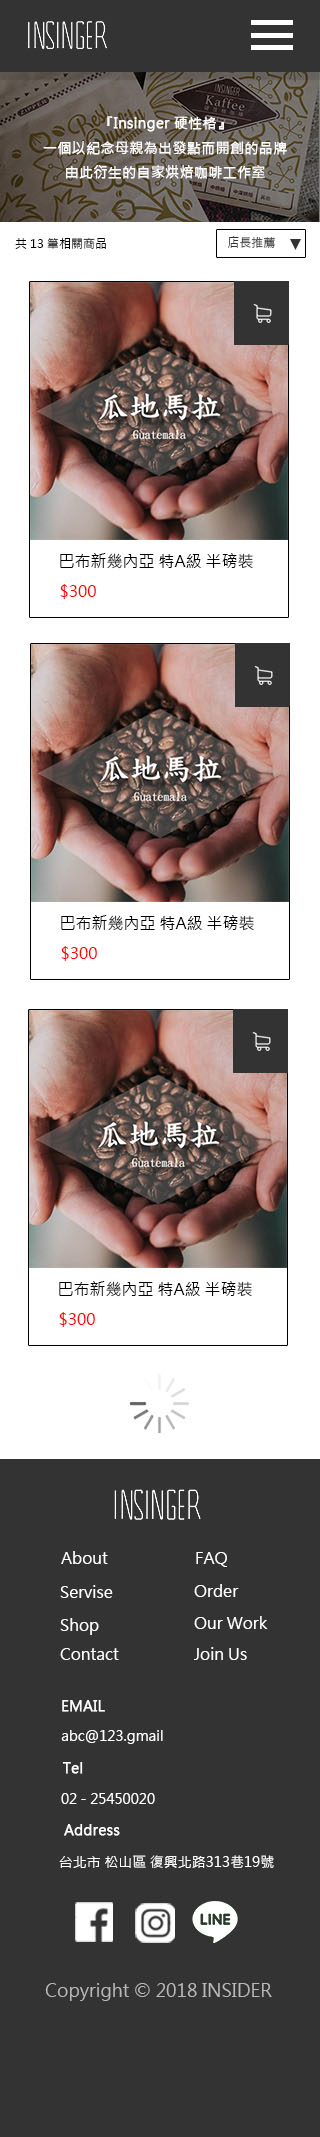 INSINGER
『Insinger 硬性格』
一個以紀念母親為出發點而開創的品牌
由此衍生的自家烘焙咖啡工作室
共 13 筆相關商品
店長推薦 ▼
瓜地馬拉
Guatemala
巴布新幾內亞 特A級 半磅裝
$300
瓜地馬拉
Guatemala
巴布新幾內亞 特A級 半磅裝
$300
瓜地馬拉
Guatemala
巴布新幾內亞 特A級 半磅裝
$300
INSINGER
About
FAQ
Servise
Order
Shop
Our Work
Contact
Join Us
EMAIL
abc@123.gmail
Tel
02 - 25450020
Address
台北市 松山區 復興北路313巷19號
LINE
Copyright © 2018 INSIDER